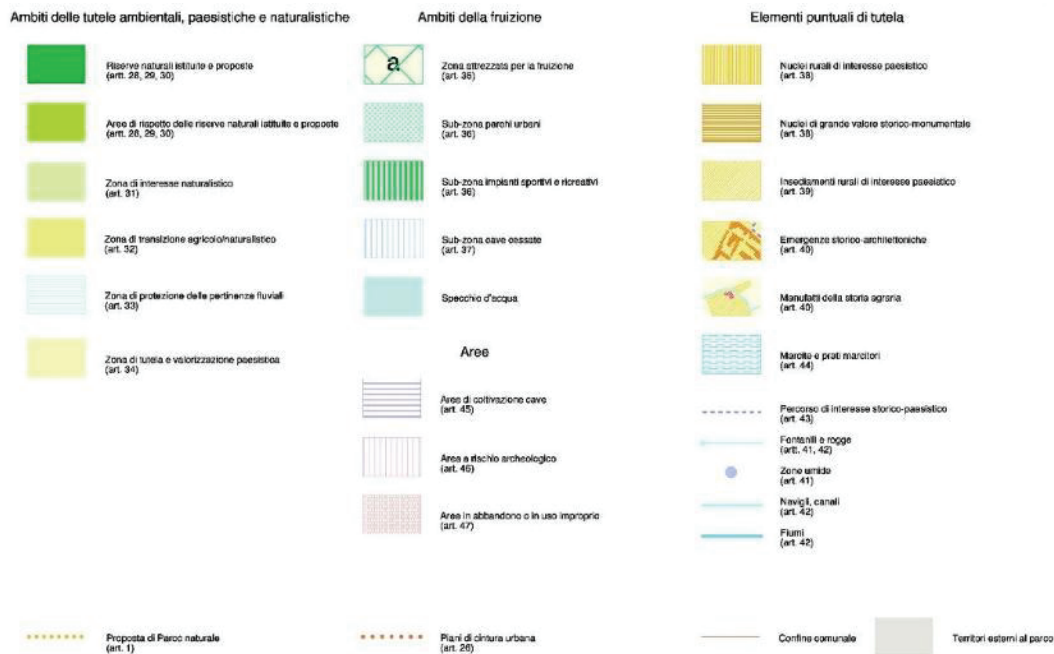 Ambiti delle tutele ambientali, paesistiche e naturalistiche
Riserve naturali istituite e proposte
(artt. 28, 29, 30)
Aree di rispetto delle riserve naturali istituite e proposte
(artt. 28, 29, 30)
Zona di interesse naturalistico
(art. 31)
Zona di transizione agricolo/naturalistico
(art. 32)
Zona di protezione delle pertinenze fluviali
(art. 33)
Zona di tutela e valorizzazione paesistica
(art. 34)
Ambiti della fruizione
a
Zona attrezzata per la fruizione
(art. 35)
Sub-zona parchi urbani
(art. 36)
Sub-zona impianti sportivi e ricreativi
(art. 36)
Sub-zona cave cessate
(art. 37)
Specchio d'acqua
Aree
Aree di coltivazione cave
(art. 45)
Area a rischio archeologico
(art. 46)
Aree in abbandono o in uso improprio
(art. 47)
Elementi puntuali di tutela
Nuclei rurali di interesse paesistico
(art. 38)
Nuclei di grande valore storico-monumentale
(art. 38)
Insediamenti rurali di interesse paesistico
(art. 39)
Emergenze storico-architettoniche
(art. 40)
Manufatti della storia agraria
(art. 40)
Marcite e prati marcitori
(art. 44)
Percorso di interesse storico-paesistico
(art. 43)
Fontanili e rogge
(artt. 41, 42)
Zone umide
(art. 41)
Navigli, canali
(art. 42)
Fiumi
(art. 42)
Proposta di Parco naturale
(art. 1)
Piani di cintura urbana
(art. 26)
Confine comunale
Territori esterni al parco